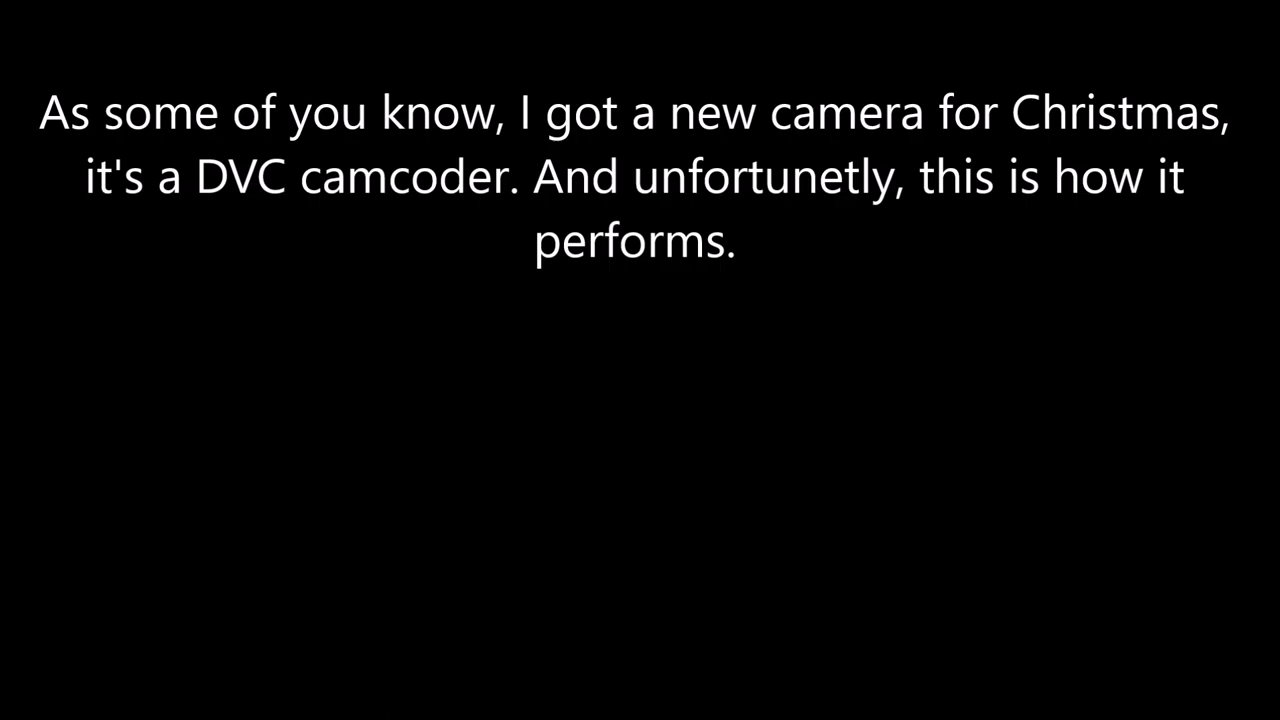 As some of you know, I got a new camera for Christmas,
it's a DVC camcoder. And unfortunetly, this is how it
performs.